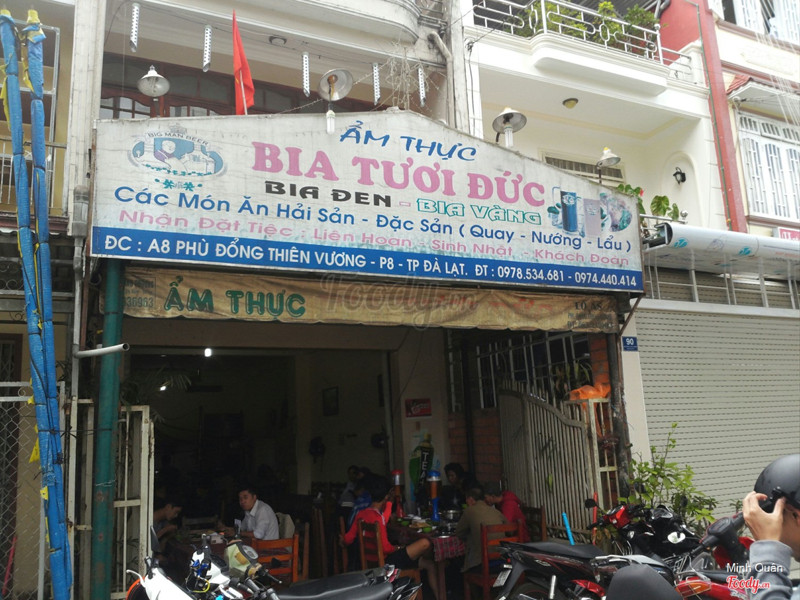 BIG MAN BEER
ẨM THỰC
BIA TƯƠI ĐỨC
BIA ĐEN - BIA VÀNG
Các Món Ăn Hải Sản - Đặc Sản ( Quay - Nướng - Lẩu )
Nhận Đặt Tiệc - Liên Hoan - Sinh Nhật - Khách Đoàn
ĐC : A8 PHÙ ĐỔNG THIÊN VƯƠNG - P8 - TP ĐÀ LẠT. ĐT : 0978.534.681 - 0974.440.414
ẨM THỰC
Foody.vn
90
Minh Quân
Foody.vn